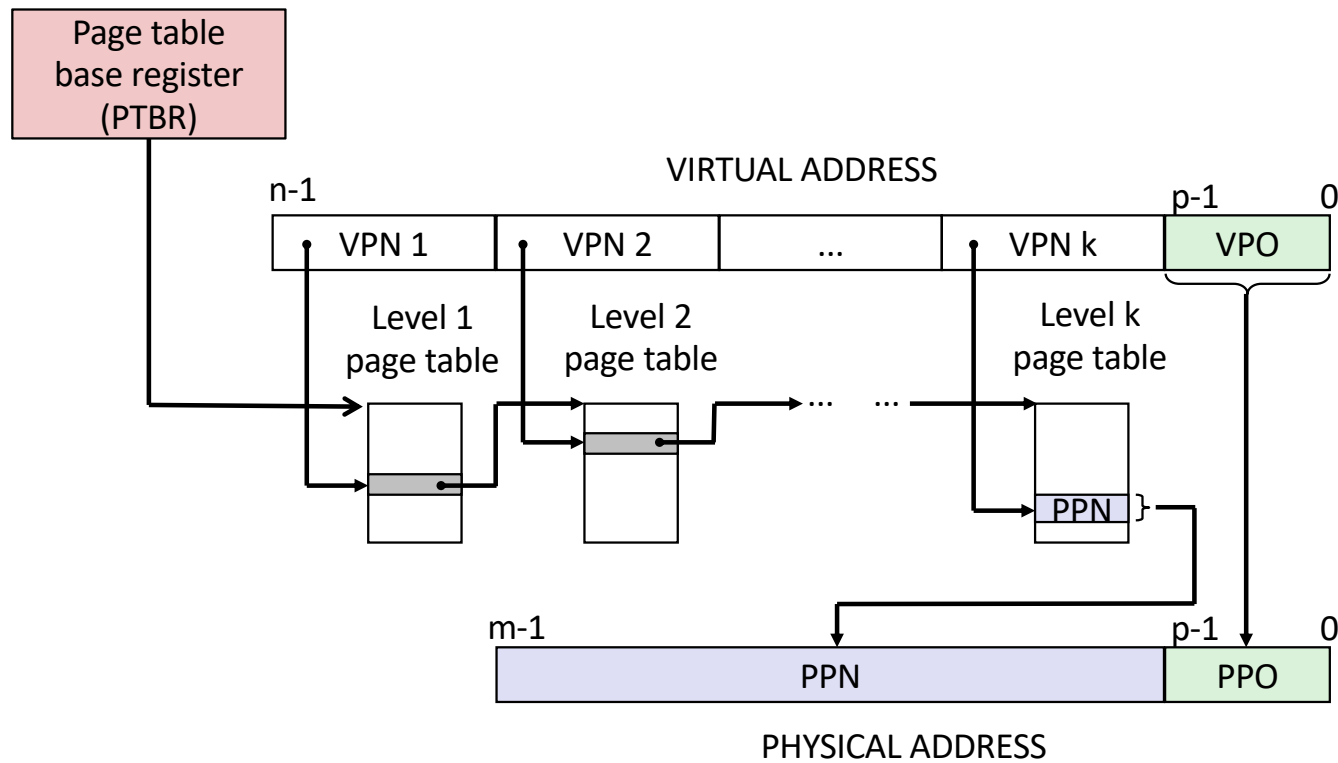 Page table
base register
(PTBR)
VIRTUAL ADDRESS
n-1
p-1
0
VPN 1
VPN 2
...
VPN k
VPO
Level 1
page table
Level 2
page table
Level k
page table
...
...
PPN
m-1
p-1
0
PPN
PPO
PHYSICAL ADDRESS